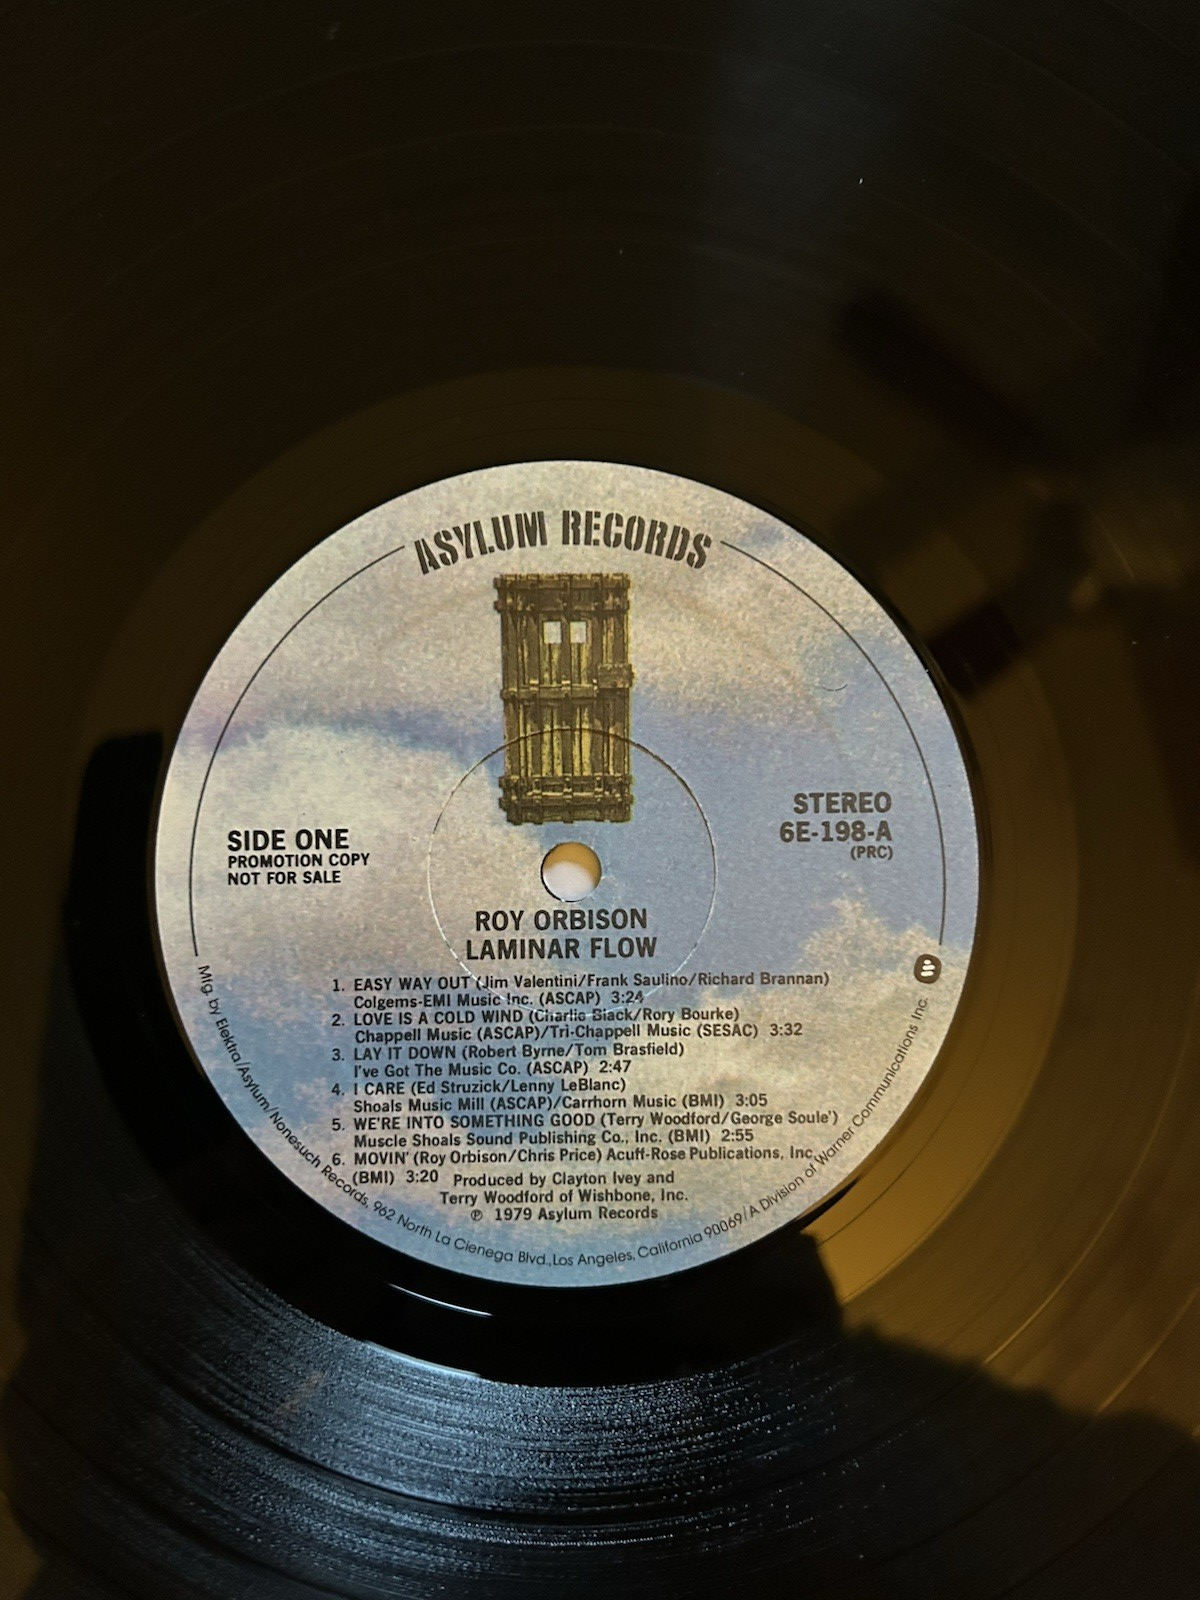 ASYLUM RECORDS
STEREO
6E-198-A
(PRC)
SIDE ONE
PROMOTION COPY
NOT FOR SALE
ROY ORBISON
LAMINAR FLOW
1. EASY WAY OUT (Jim Valentini/Frank Saulino/Richard Brannan)
Colgems-EMI Music Inc. (ASCAP) 3:24
2. LOVE IS A COLD WIND (Charlie Black/Rory Bourke)
Chappell Music (ASCAP)/Tri-Chappell Music (SESAC) 3:32
3. LAY IT DOWN (Robert Byrne/Tom Brasfield)
I've Got The Music Co. (ASCAP) 2:47
4. I CARE (Ed Struzick/Lenny LeBlanc)
Shoals Music Mill (ASCAP)/Carrhorn Music (BMI) 3:05
5. WE'RE INTO SOMETHING GOOD (Terry Woodford/George Soule')
Muscle Shoals Sound Publishing Co., Inc. (BMI) 2:55
6. MOVIN' (Roy Orbison/Chris Price) Acuff-Rose Publications, Inc.
(BMI) 3:20 Produced by Clayton Ivey and
Terry Woodford of Wishbone, Inc.
℗ 1979 Asylum Records
Mfg. by Elektra/Asylum/Nonesuch Records, 962 North La Cienega Blvd., Los Angeles, California 90069/A Division of Warner Communications Inc.